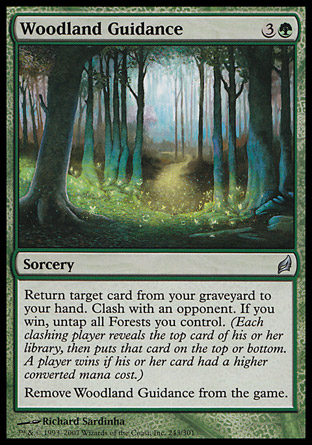 Woodland Guidance 3
Sorcery
Return target card from your graveyard to
your hand. Clash with an opponent. If you
win, untap all Forests you control. (Each
clashing player reveals the top card of his or her
library, then puts that card on the top or bottom.
A player wins if his or her card had a higher
converted mana cost.)
Remove Woodland Guidance from the game.
Richard Sardinha
™ & © 1993-2007 Wizards of the Coast, Inc. 243/301